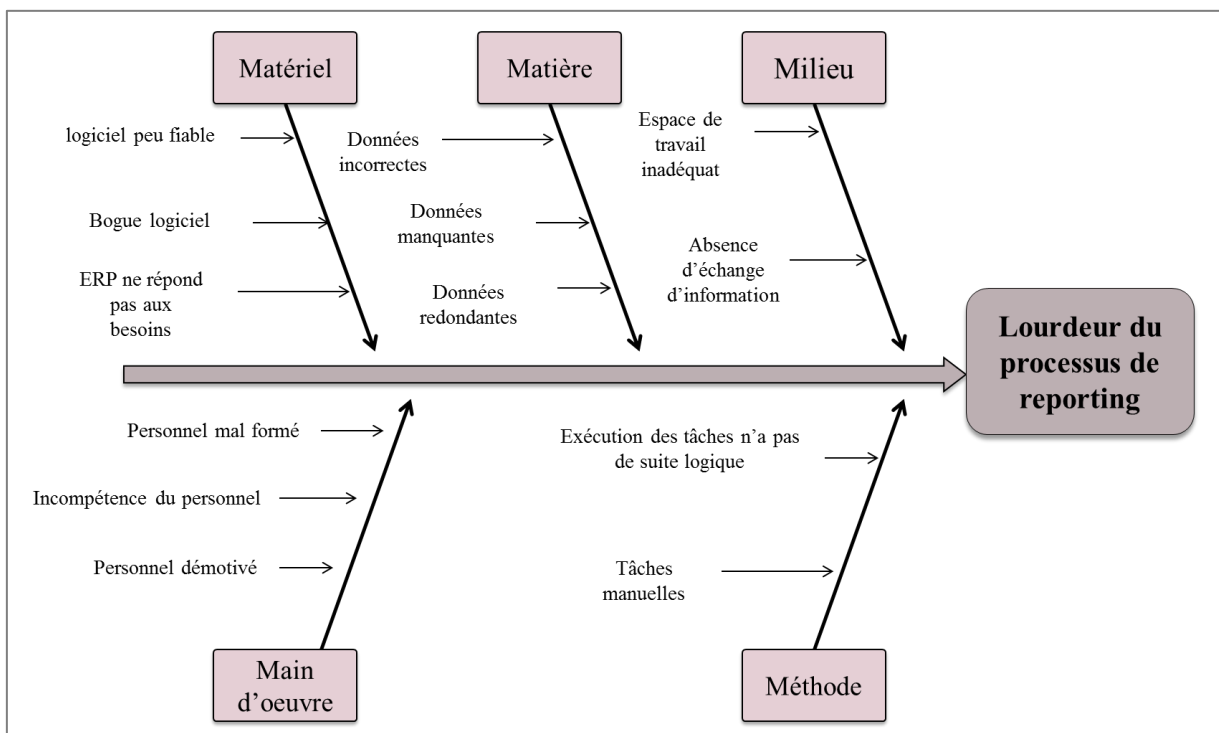 Matériel
Matière
Milieu
logiciel peu fiable
Bogue logiciel
ERP ne répond
pas aux
besoins
Données
incorrectes
Données
manquantes
Données
redondantes
Espace de
travail
inadéquat
Absence
d’échange
d’information
Lourdeur du
processus de
reporting
Personnel mal formé
Incompétence du personnel
Personnel démotivé
Exécution des tâches n’a pas
de suite logique
Tâches
manuelles
Main
d’oeuvre
Méthode